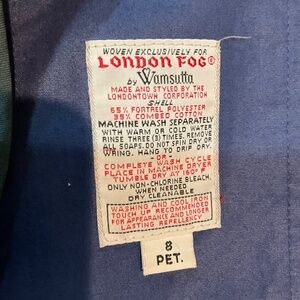 WOVEN EXCLUSIVELY FOR
LONDON FOG®
by Wamsutta
MADE AND STYLED BY THE
LONDONTOWN CORPORATION
SHELL
65% FORTREL POLYESTER
35% COMBED COTTON
MACHINE WASH SEPARATELY
WITH WARM OR COLD WATER
RINSE THREE (3) TIMES. REMOVE
ALL SOAPS. DO NOT SPIN DRY OR
WRING. HANG TO DRIP DRY.
-OR-
COMPLETE WASH CYCLE
PLACE IN MACHINE DRYER
TUMBLE DRY AT 160° F
ONLY NON-CHLORINE BLEACH,
WHEN NEEDED
DRY CLEANABLE
WASHING AND COOL IRON
TOUCH UP RECOMMENDED
FOR APPEARANCE AND LONGER
LASTING REPELLENCY
8
PET.